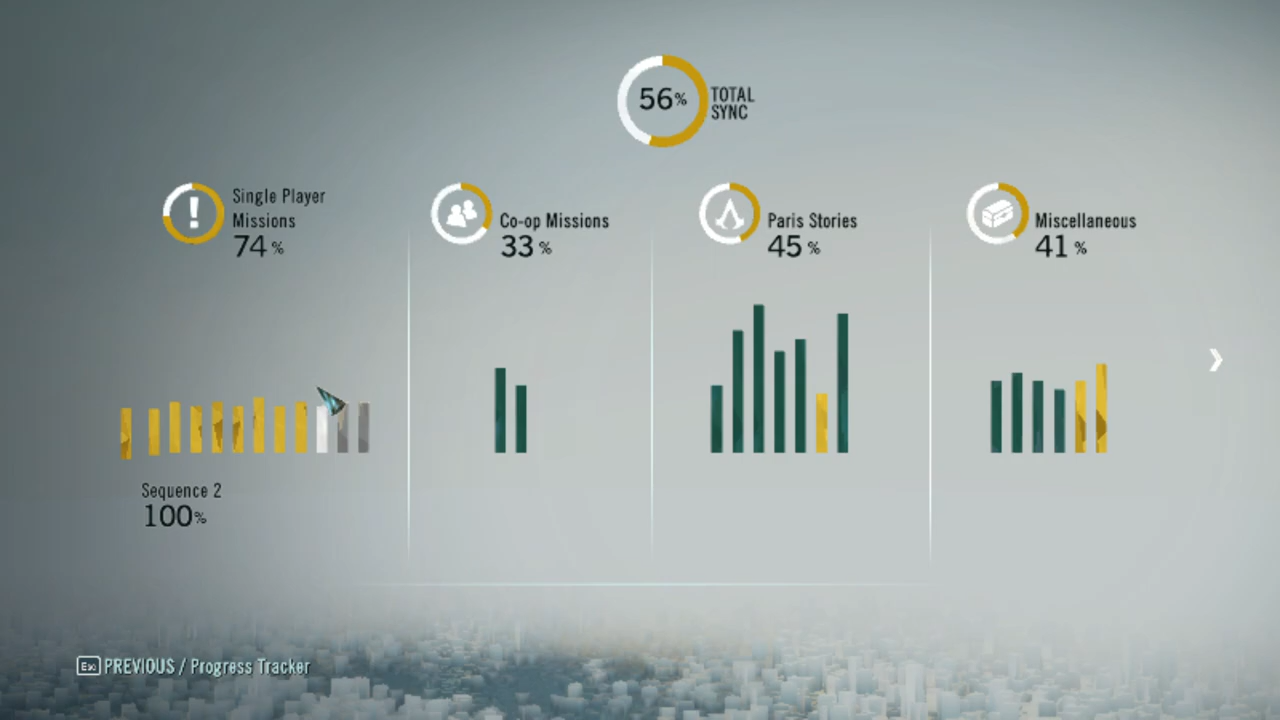 56%
TOTAL
SYNC
Single Player
Missions
74 %
Co-op Missions
33 %
Paris Stories
45 %
Miscellaneous
41 %
Sequence 2
100%
Esc PREVIOUS / Progress Tracker